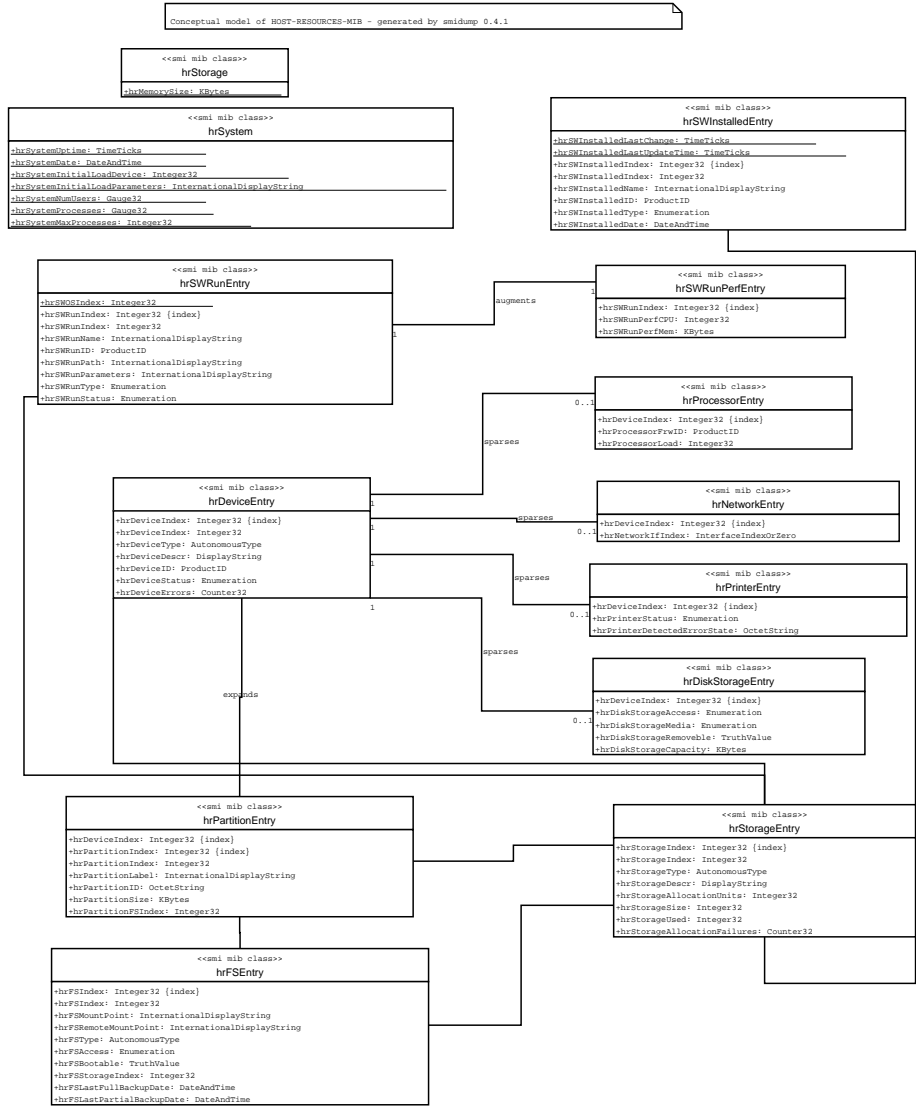 Conceptual model of HOST-RESOURCES-MIB - generated by smidump 0.4.1
<<smi mib class>>
hrStorage
+hrMemorySize: KBytes
<<smi mib class>>
hrSystem
+hrSystemUptime: TimeTicks
+hrSystemDate: DateAndTime
+hrSystemInitialLoadDevice: Integer32
+hrSystemInitialLoadParameters: InternationalDisplayString
+hrSystemNumUsers: Gauge32
+hrSystemProcesses: Gauge32
+hrSystemMaxProcesses: Integer32
<<smi mib class>>
hrSWInstalledEntry
+hrSWInstalledLastChange: TimeTicks
+hrSWInstalledLastUpdateTime: TimeTicks
+hrSWInstalledIndex: Integer32 {index}
+hrSWInstalledIndex: Integer32
+hrSWInstalledName: InternationalDisplayString
+hrSWInstalledID: ProductID
+hrSWInstalledType: Enumeration
+hrSWInstalledDate: DateAndTime
<<smi mib class>>
hrSWRunEntry
+hrSWOSIndex: Integer32
+hrSWRunIndex: Integer32 {index}
+hrSWRunIndex: Integer32
+hrSWRunName: InternationalDisplayString
+hrSWRunID: ProductID
+hrSWRunPath: InternationalDisplayString
+hrSWRunParameters: InternationalDisplayString
+hrSWRunType: Enumeration
+hrSWRunStatus: Enumeration
1
augments
1
<<smi mib class>>
hrSWRunPerfEntry
+hrSWRunIndex: Integer32 {index}
+hrSWRunPerfCPU: Integer32
+hrSWRunPerfMem: KBytes
<<smi mib class>>
hrProcessorEntry
+hrDeviceIndex: Integer32 {index}
+hrProcessorFrwID: ProductID
+hrProcessorLoad: Integer32
0..1
sparses
1
<<smi mib class>>
hrDeviceEntry
+hrDeviceIndex: Integer32 {index}
+hrDeviceIndex: Integer32
+hrDeviceType: AutonomousType
+hrDeviceDescr: DisplayString
+hrDeviceID: ProductID
+hrDeviceStatus: Enumeration
+hrDeviceErrors: Counter32
1
sparses
0..1
<<smi mib class>>
hrNetworkEntry
+hrDeviceIndex: Integer32 {index}
+hrNetworkIfIndex: InterfaceIndexOrZero
1
sparses
0..1
<<smi mib class>>
hrPrinterEntry
+hrDeviceIndex: Integer32 {index}
+hrPrinterStatus: Enumeration
+hrPrinterDetectedErrorState: OctetString
1
sparses
0..1
<<smi mib class>>
hrDiskStorageEntry
+hrDeviceIndex: Integer32 {index}
+hrDiskStorageAccess: Enumeration
+hrDiskStorageMedia: Enumeration
+hrDiskStorageRemoveble: TruthValue
+hrDiskStorageCapacity: KBytes
expands
<<smi mib class>>
hrPartitionEntry
+hrDeviceIndex: Integer32 {index}
+hrPartitionIndex: Integer32 {index}
+hrPartitionIndex: Integer32
+hrPartitionLabel: InternationalDisplayString
+hrPartitionID: OctetString
+hrPartitionSize: KBytes
+hrPartitionFSIndex: Integer32
<<smi mib class>>
hrStorageEntry
+hrStorageIndex: Integer32 {index}
+hrStorageIndex: Integer32
+hrStorageType: AutonomousType
+hrStorageDescr: DisplayString
+hrStorageAllocationUnits: Integer32
+hrStorageSize: Integer32
+hrStorageUsed: Integer32
+hrStorageAllocationFailures: Counter32
<<smi mib class>>
hrFSEntry
+hrFSIndex: Integer32 {index}
+hrFSIndex: Integer32
+hrFSMountPoint: InternationalDisplayString
+hrFSRemoteMountPoint: InternationalDisplayString
+hrFSType: AutonomousType
+hrFSAccess: Enumeration
+hrFSBootable: TruthValue
+hrFSStorageIndex: Integer32
+hrFSLastFullBackupDate: DateAndTime
+hrFSLastPartialBackupDate: DateAndTime